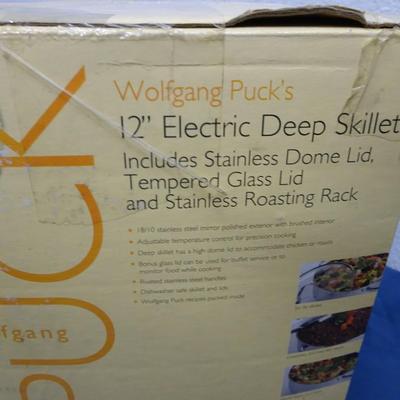 Wolfgang Puck's
12" Electric Deep Skillet
Includes Stainless Dome Lid,
Tempered Glass Lid
and Stainless Roasting Rack
• 18/10 stainless steel mirror polished exterior with brushed interior
• Adjustable temperature control for precision cooking
• Deep skillet has a high dome lid to accommodate chicken or roasts
• Bonus glass lid can be used for buffet service or to
monitor food while cooking
• Riveted stainless steel handles
• Dishwasher safe skillet and lids
• Wolfgang Puck recipes packed inside
lfgang
PUCK